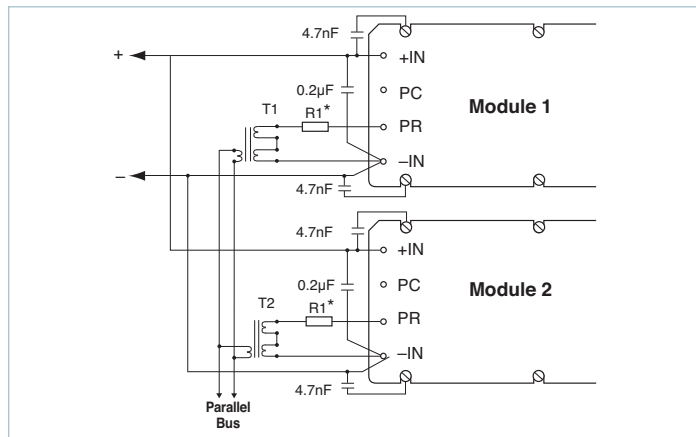 4.7nF
+
+IN
0.2µF
PC
Module 1
T1
R1*
PR
–IN
–
4.7nF
4.7nF
+IN
0.2µF
PC
Module 2
T2
R1*
PR
–IN
4.7nF
Parallel
Bus